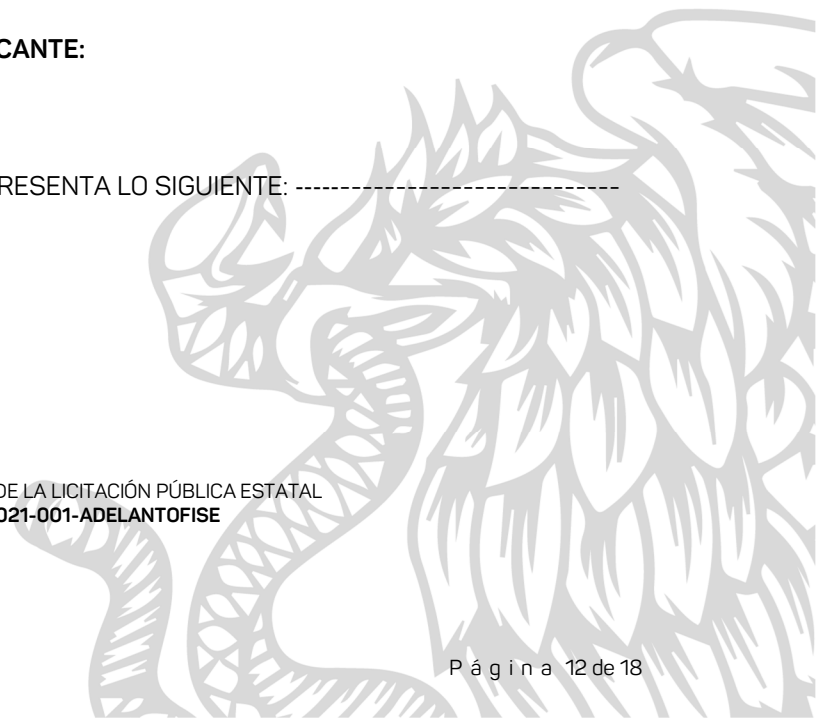 CANTE:
RESENTA LO SIGUIENTE: -------------------------------
DE LA LICITACIÓN PÚBLICA ESTATAL
021-001-ADELANTOFISE
P á g i n a 12 de 18